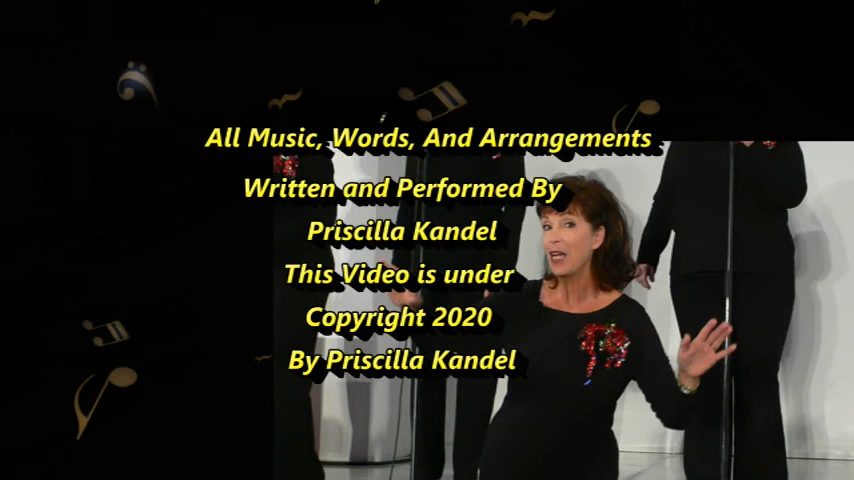 All Music, Words, And Arrangements
Written and Performed By
Priscilla Kandel
This Video is under
Copyright 2020
By Priscilla Kandel